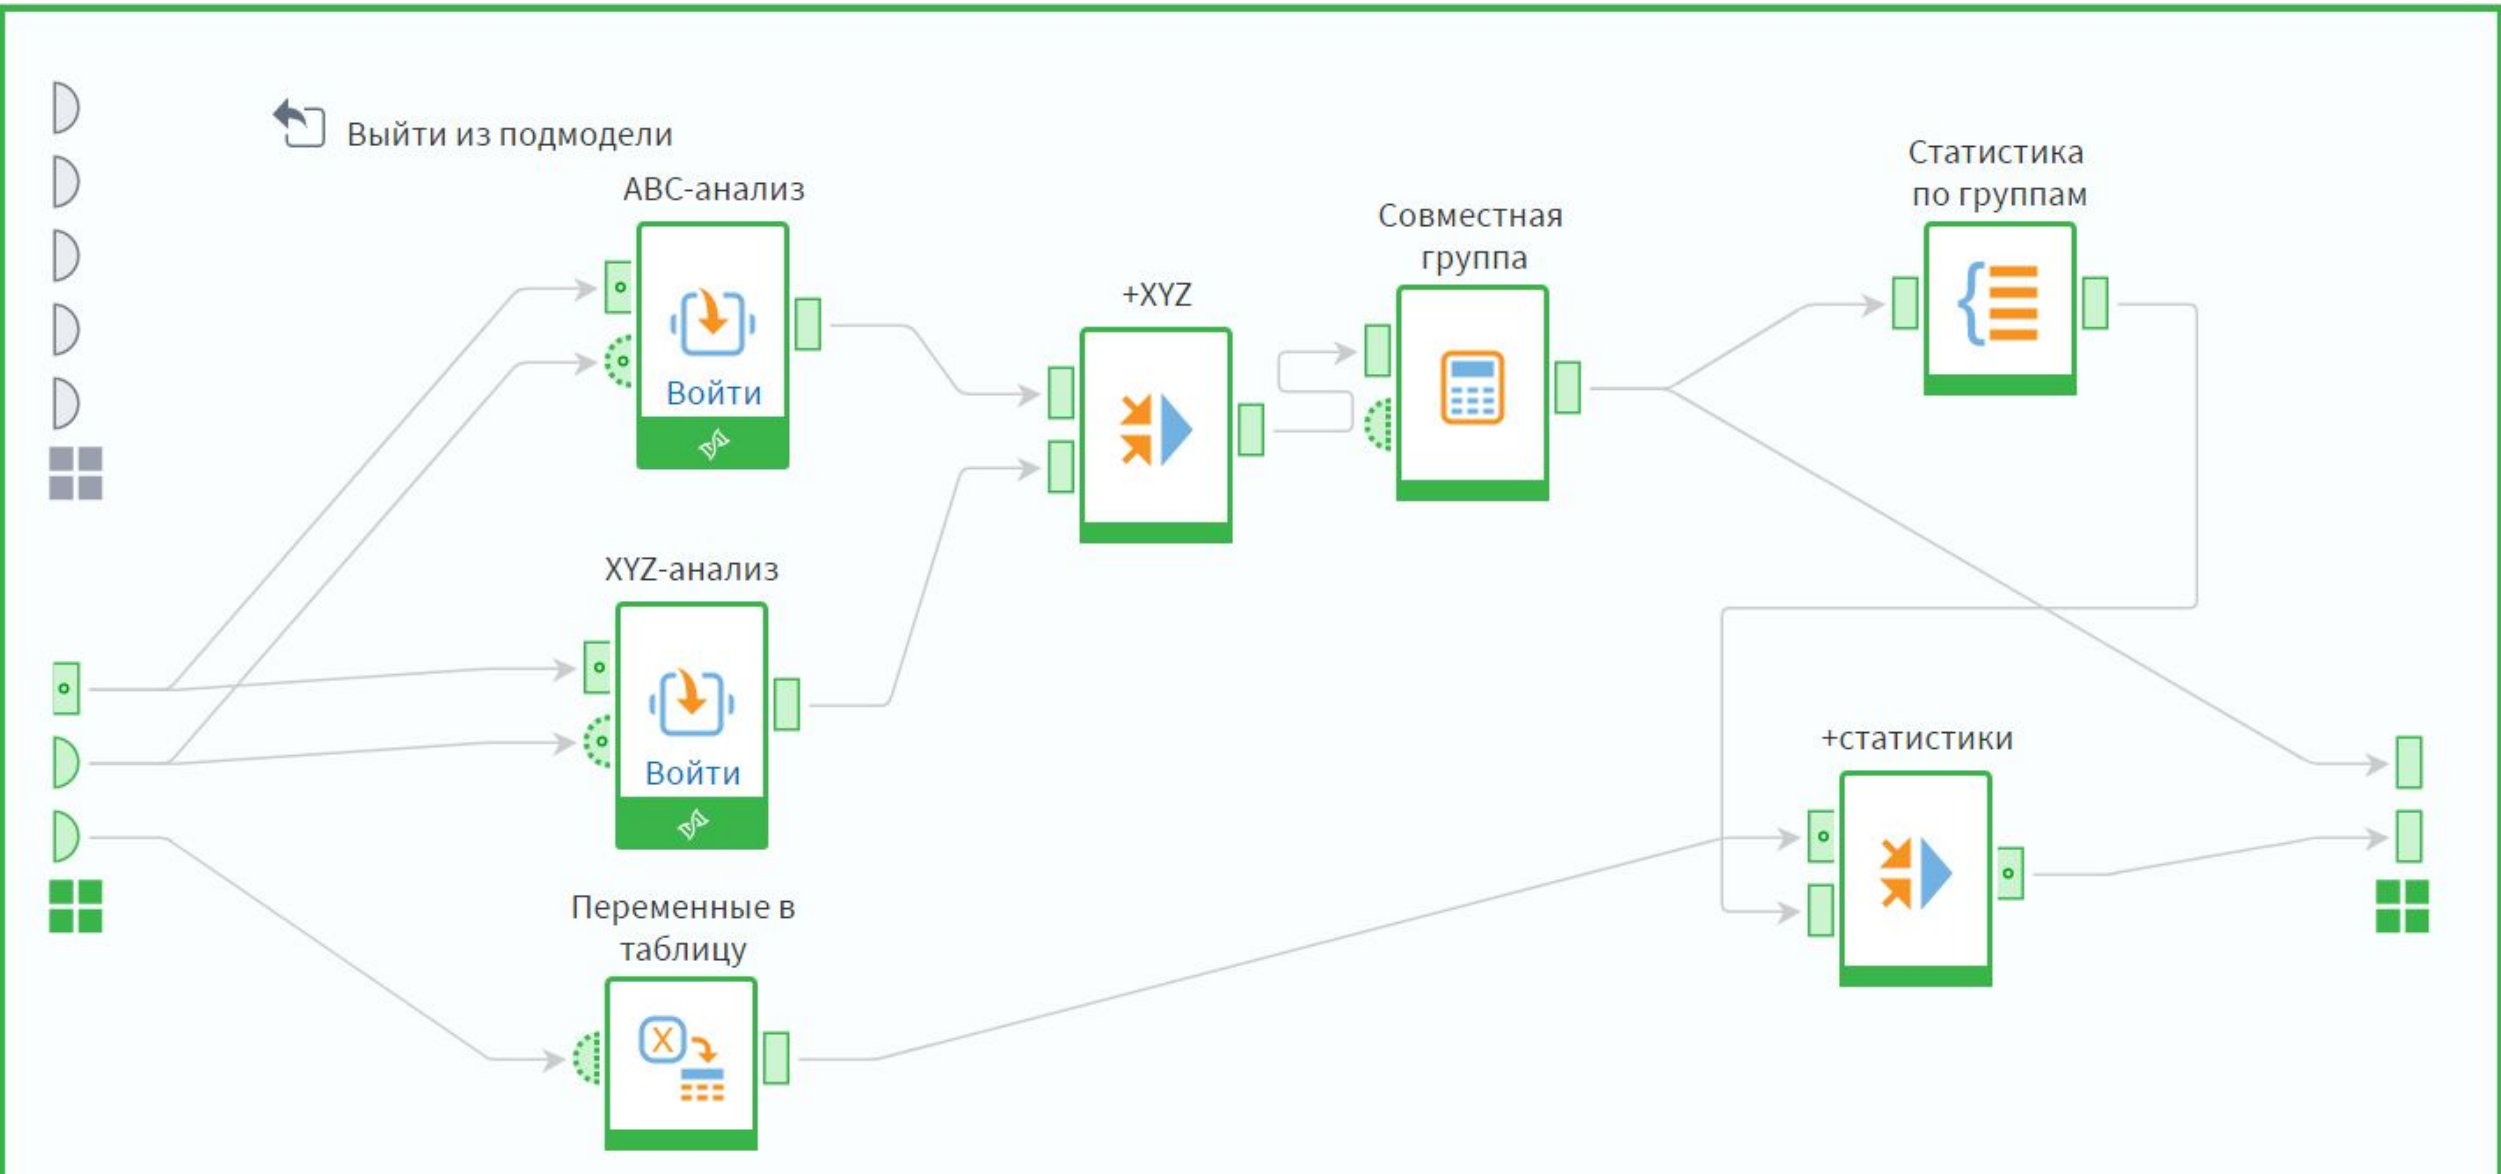 Выйти из подмодели
ABC-анализ
Войти
XYZ-анализ
Войти
Переменные в
таблицу
X
+XYZ
Совместная
группа
Статистика
по группам
+статистики